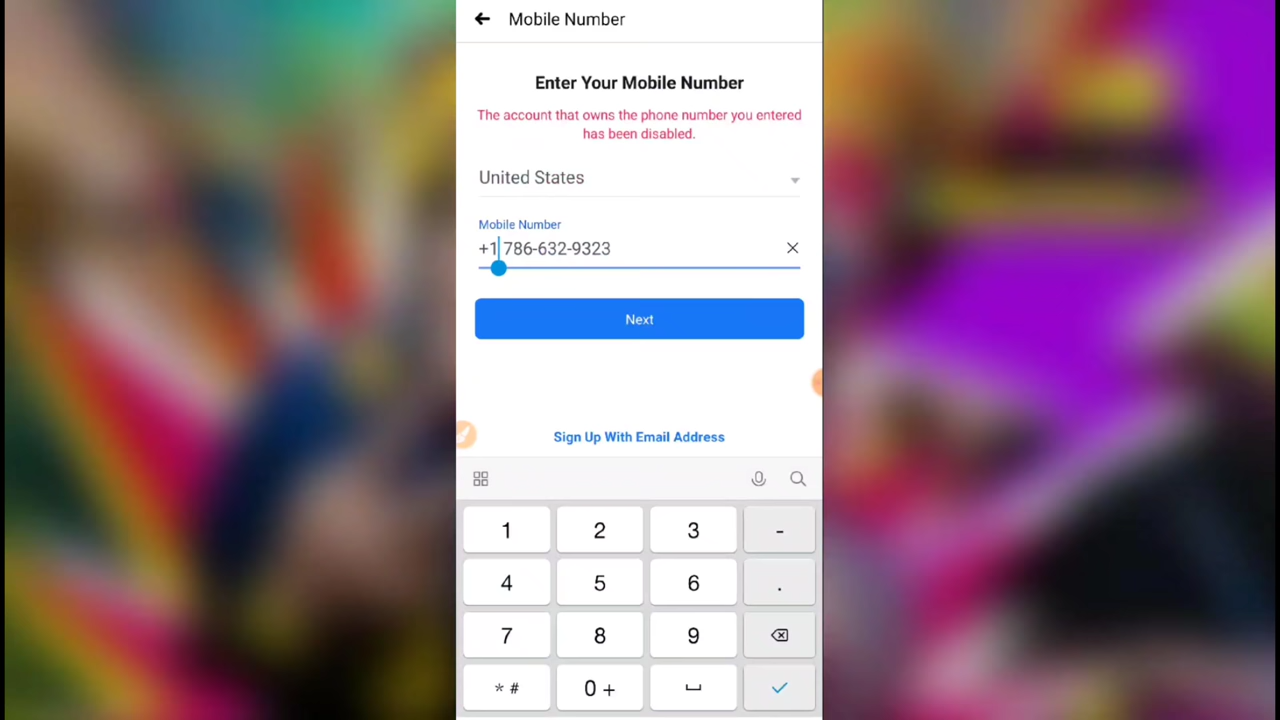 Mobile Number
Enter Your Mobile Number
The account that owns the phone number you entered
has been disabled.
United States
Mobile Number
+1 786-632-9323
Next
Sign Up With Email Address
1 2 3 -
4 5 6 .
7 8 9
* # 0 +